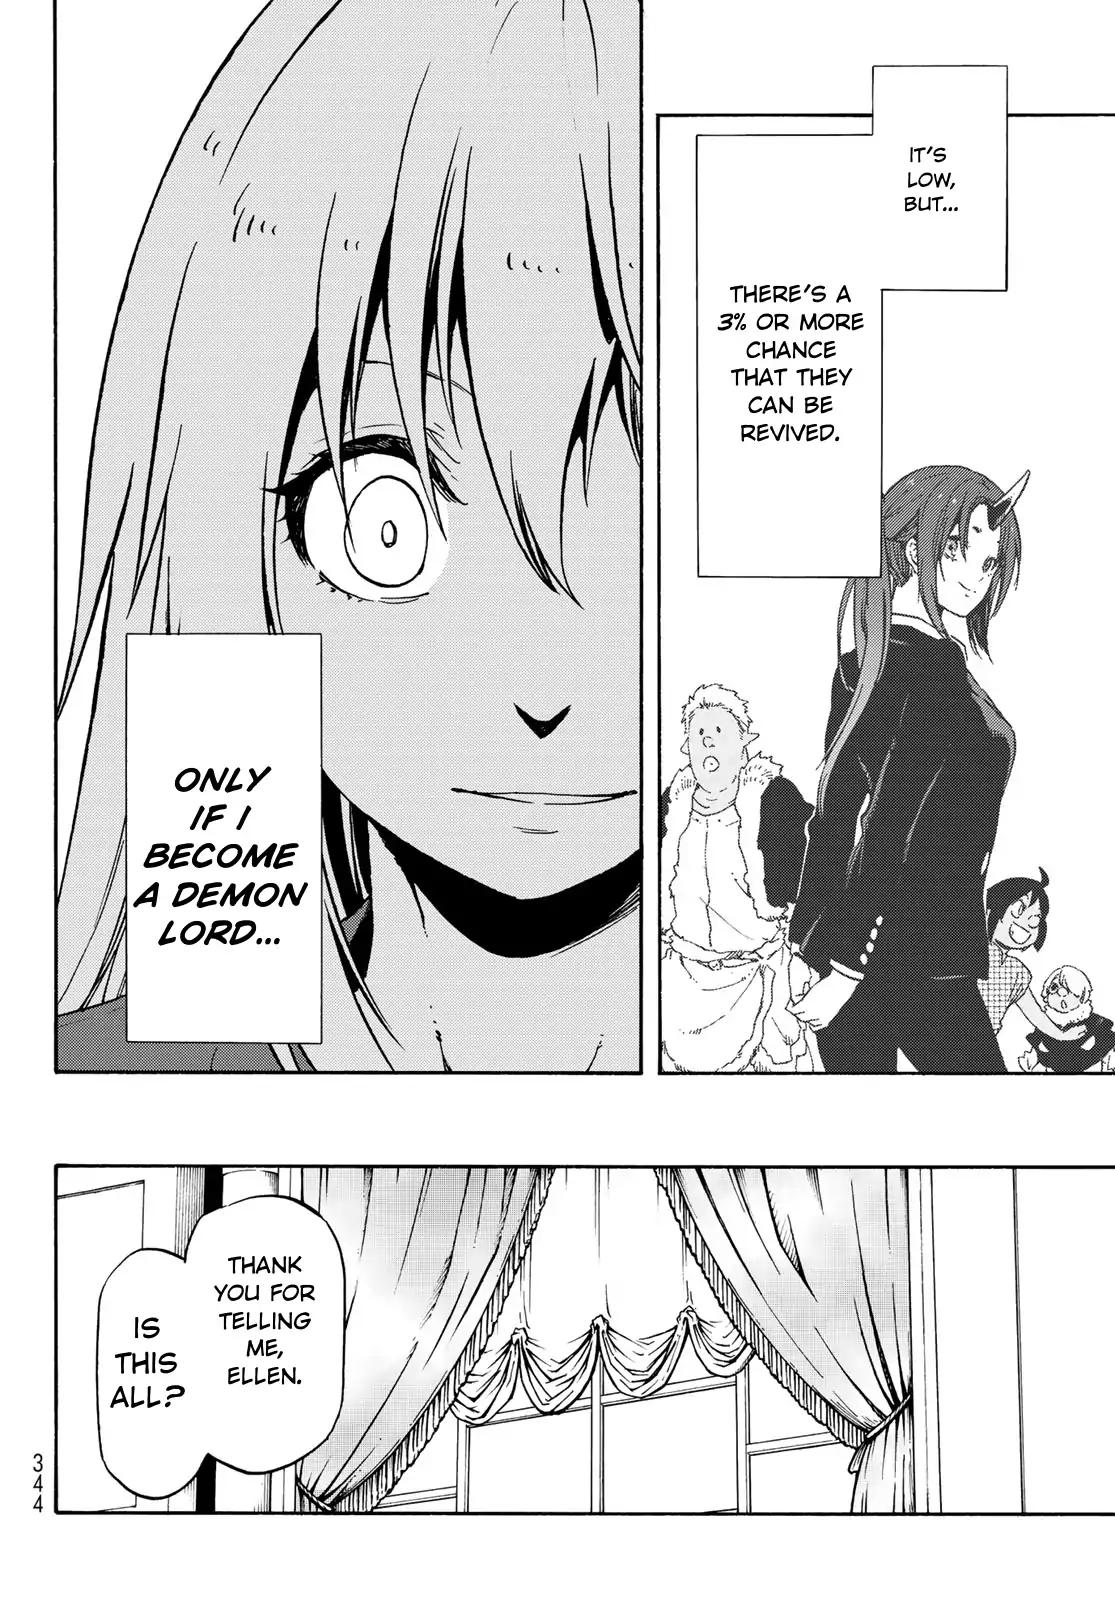 IT'S
LOW,
BUT...
THERE'S A
3% OR MORE
CHANCE
THAT THEY
CAN BE
REVIVED.
ONLY
IF I
BECOME
A DEMON
LORD...
THANK
YOU FOR
TELLING
ME,
ELLEN.
IS
THIS
ALL?
344